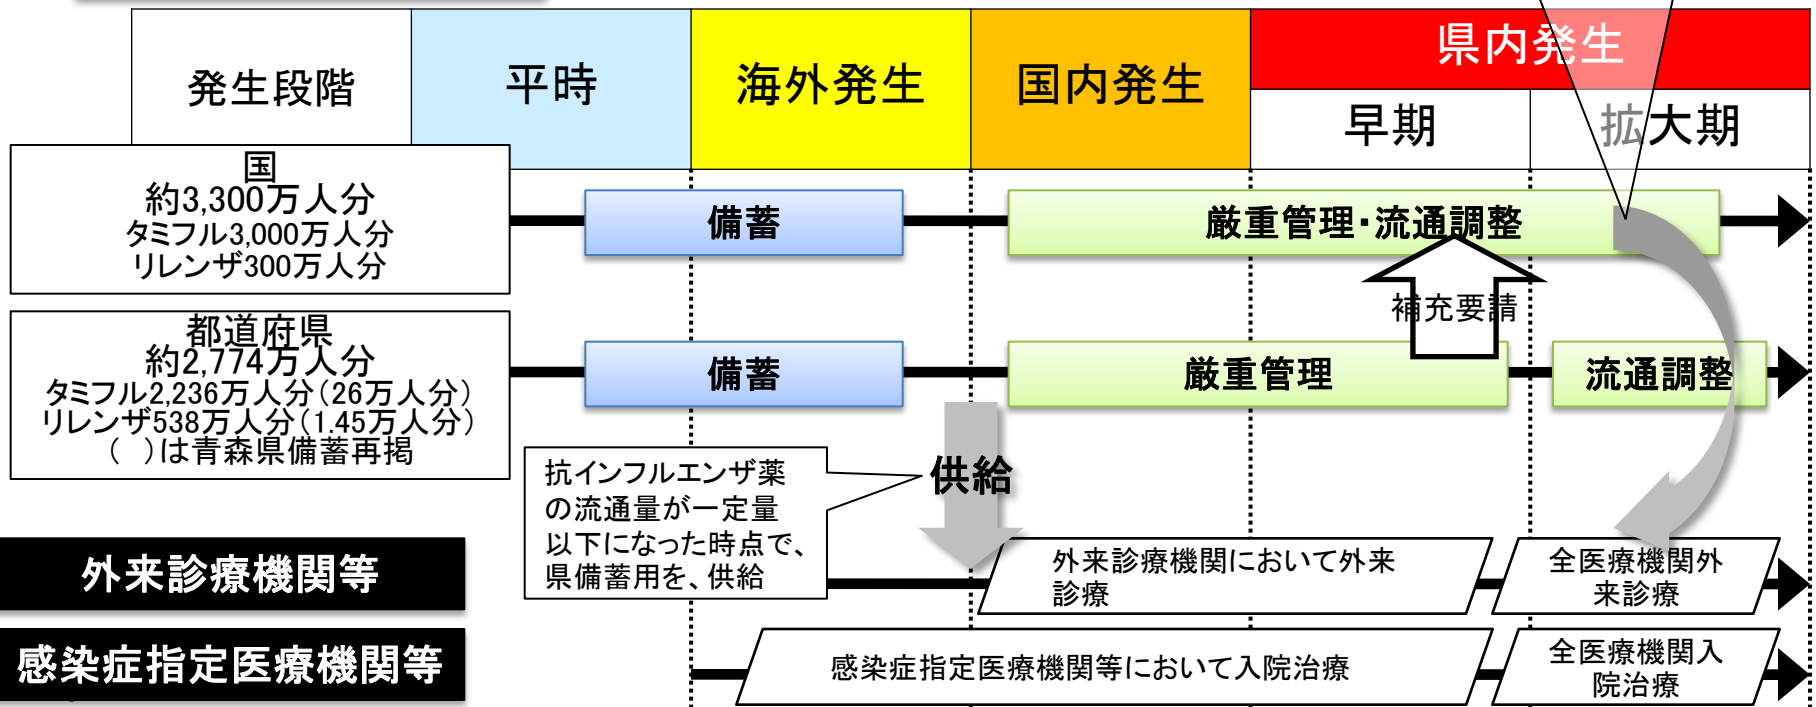 発生段階
平時
海外発生
国内発生
県内発生
早期
拡大期
国
約3,300万人分
タミフル3,000万人分
リレンザ300万人分
備蓄
厳重管理・流通調整
補充要請
都道府県
約2,774万人分
タミフル2,236万人分(26万人分)
リレンザ538万人分(1.45万人分)
( )は青森県備蓄再掲
備蓄
厳重管理
流通調整
抗インフルエンザ薬
の流通量が一定量
以下になった時点で、
県備蓄用を、供給
供給
外来診療機関等
外来診療機関において外来
診療
全医療機関外
来診療
感染症指定医療機関等
感染症指定医療機関等において入院治療
全医療機関入
院治療